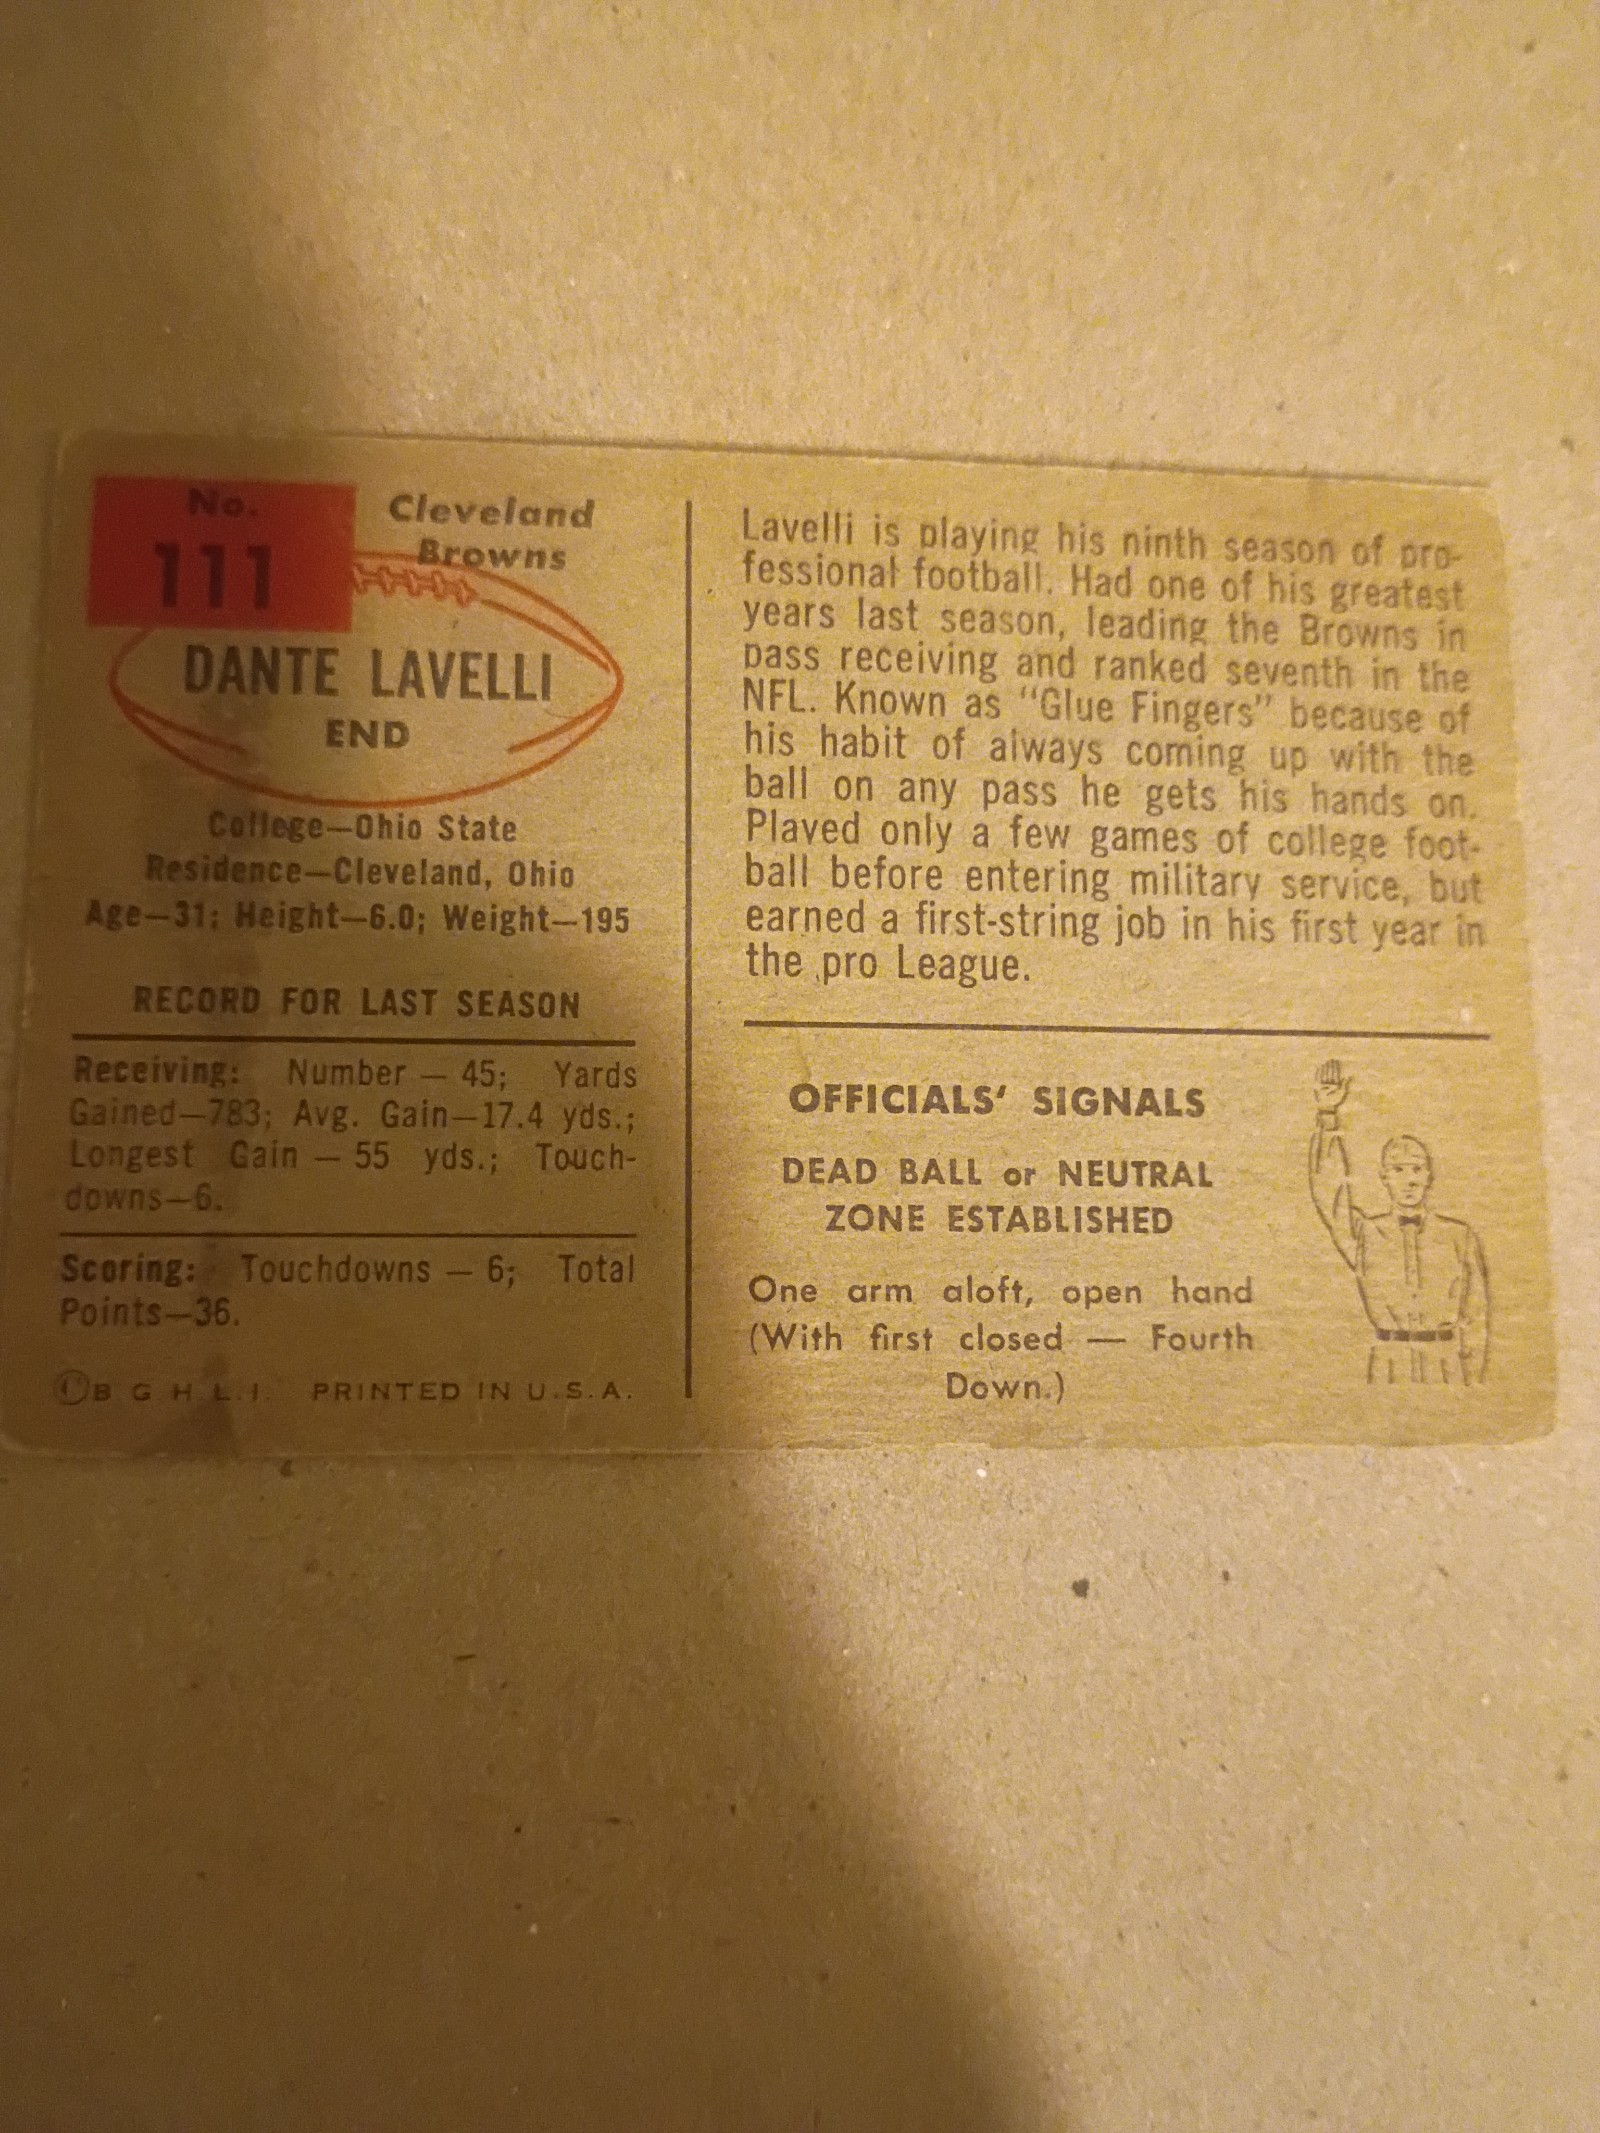 No.
111
Cleveland
Browns
DANTE LAVELLI
END
College—Ohio State
Residence—Cleveland, Ohio
Age—31; Height—6.0; Weight—195
RECORD FOR LAST SEASON
Receiving: Number — 45; Yards
Gained—783; Avg. Gain—17.4 yds.;
Longest Gain — 55 yds.; Touch-
downs—6.
Scoring: Touchdowns — 6; Total
Points—36.
©B G H L.I. PRINTED IN U.S.A.
Lavelli is playing his ninth season of pro-
fessional football. Had one of his greatest
years last season, leading the Browns in
pass receiving and ranked seventh in the
NFL. Known as "Glue Fingers" because of
his habit of always coming up with the
ball on any pass he gets his hands on.
Played only a few games of college foot-
ball before entering military service, but
earned a first-string job in his first year in
the pro League.
OFFICIALS' SIGNALS
DEAD BALL or NEUTRAL
ZONE ESTABLISHED
One arm aloft, open hand
(With first closed — Fourth
Down.)